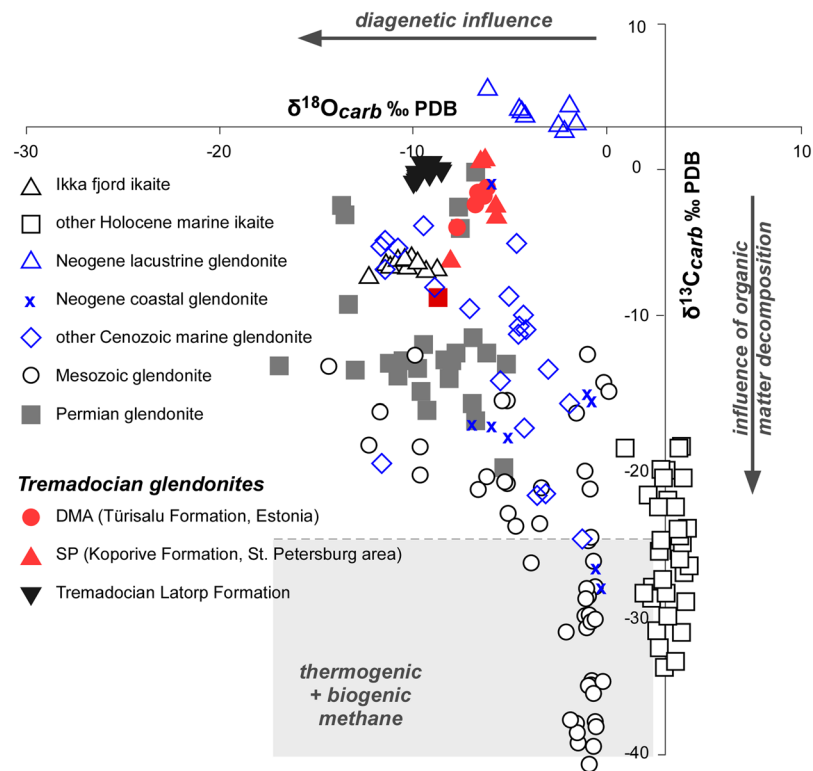 diagenetic influence
10
δ18Ocarb ‰ PDB
-30
-20
-10
0
10
0
Ikka fjord ikaite
other Holocene marine ikaite
Neogene lacustrine glendonite
Neogene coastal glendonite
other Cenozoic marine glendonite
Mesozoic glendonite
Permian glendonite
δ13Ccarb ‰ PDB
influence of organic
matter decomposition
-10
-20
-30
-40
Tremadocian glendonites
DMA (Türisalu Formation, Estonia)
SP (Koporive Formation, St. Petersburg area)
Tremadocian Latorp Formation
thermogenic
+ biogenic
methane